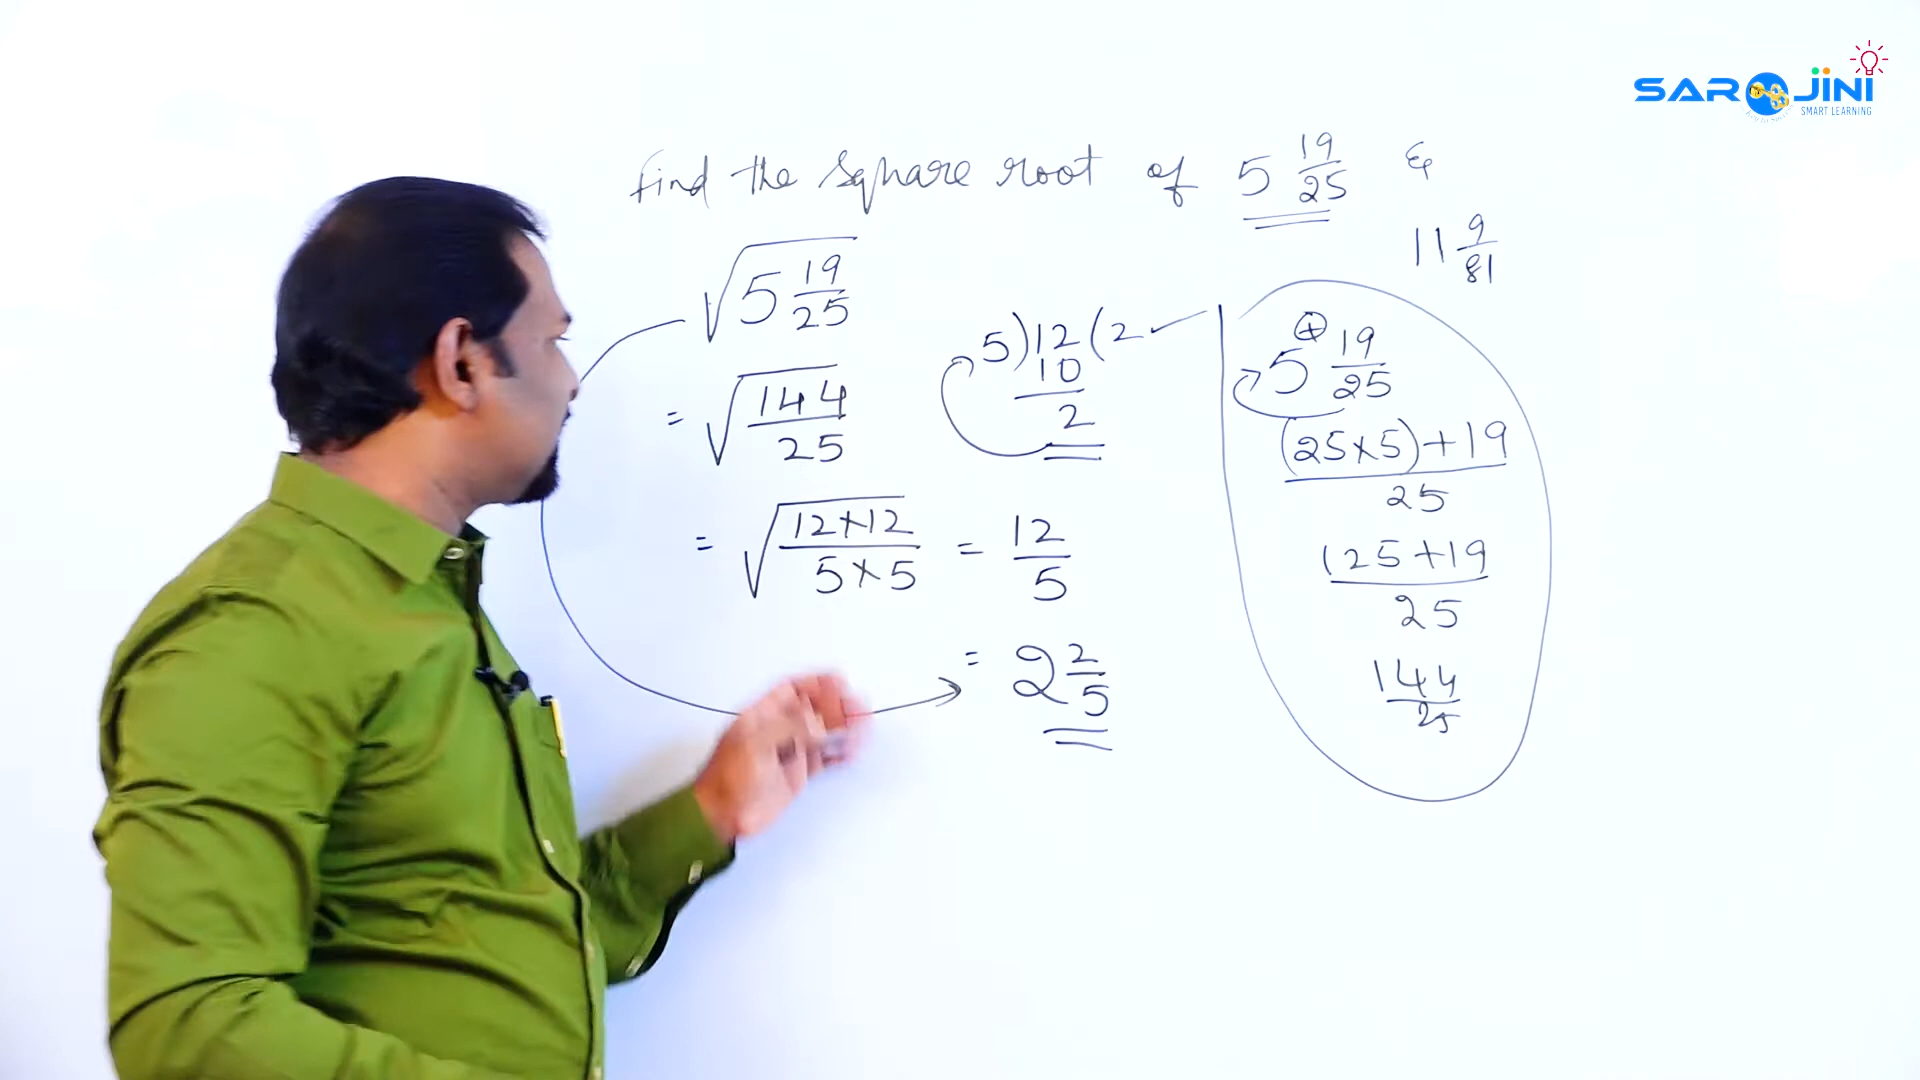 SAROJINI
SMART LEARNING
Find the square root of 5 19/25 &
11 9/81
√(5 19/25)
= √(144/25)
= √((12×12)/(5×5)) = 12/5
= 2 2/5
5)12(2
10
2
5 + 19/25
((25×5)+19)/25
(125+19)/25
144/25